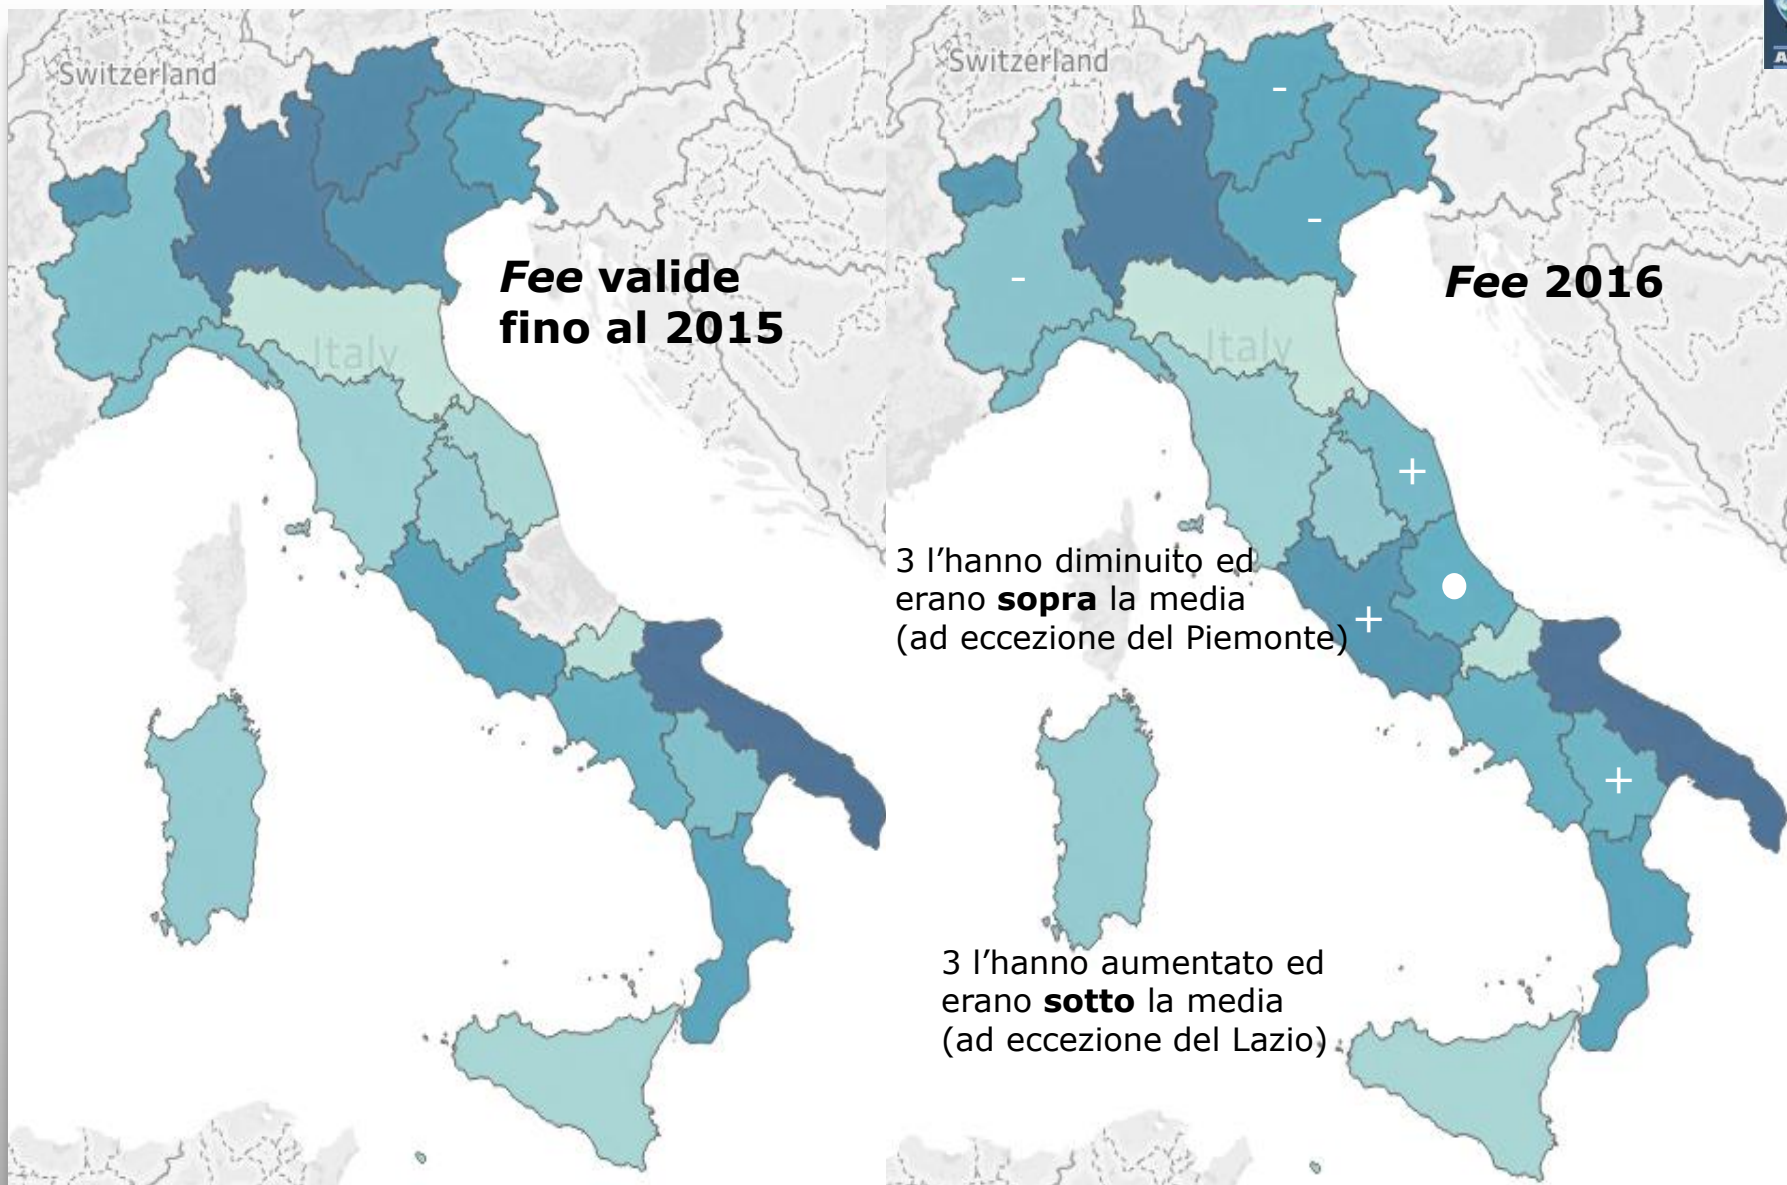 Switzerland
Fee valide
fino al 2015
Italy
Switzerland
Fee 2016
Italy
-
-
-
+
3 l'hanno diminuito ed
erano sopra la media
(ad eccezione del Piemonte)
+
+
3 l'hanno aumentato ed
erano sotto la media
(ad eccezione del Lazio)